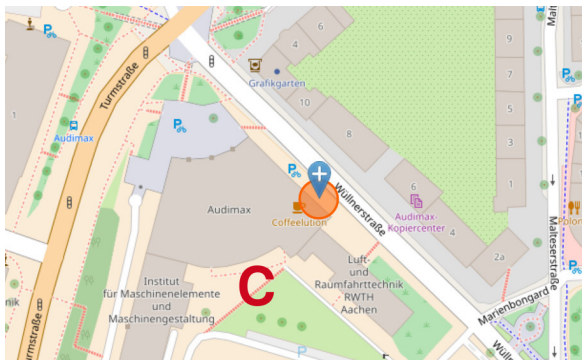 6
4
Grafikgarten
10
8
9
7
5
3
1
6
Audimax
Kopiercenter
4
2a
1
Turmstraße
Audimax
Audimax
Coffeelution
Wüllnerstraße
Malteserstraße
Marienbongard
Institut
für Maschinenelemente
und
Maschinengestaltung
C
Luft-
und
Raumfahrttechnik
RWTH
Aachen
Turmstraße
P